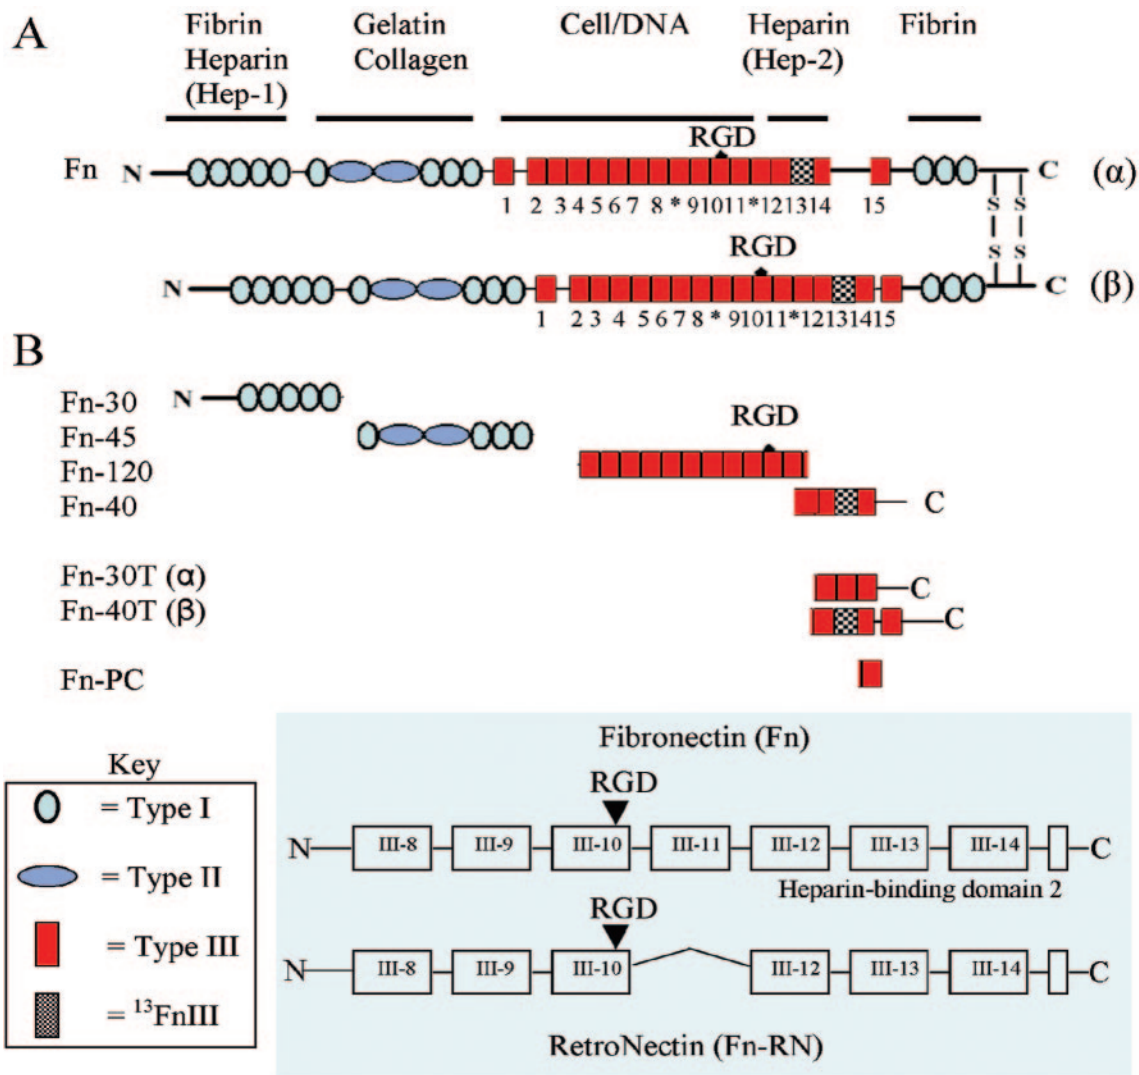 A
Fibrin
Heparin
(Hep-1)
Gelatin
Collagen
Cell/DNA
Heparin
(Hep-2)
Fibrin
RGD
Fn N C (α)
1 2 3 4 5 6 7 8 * 9 10 11 * 12 13 14 15
S S
S S
RGD
N C (β)
1 2 3 4 5 6 7 8 * 9 10 11 * 12 13 14 15
B
Fn-30 N
Fn-45
RGD
Fn-120
Fn-40 C
Fn-30T (α) C
Fn-40T (β) C
Fn-PC
Key
= Type I
= Type II
= Type III
= ¹³FnIII
Fibronectin (Fn)
RGD
N III-8 III-9 III-10 III-11 III-12 III-13 III-14 C
Heparin-binding domain 2
RGD
N III-8 III-9 III-10 III-12 III-13 III-14 C
RetroNectin (Fn-RN)